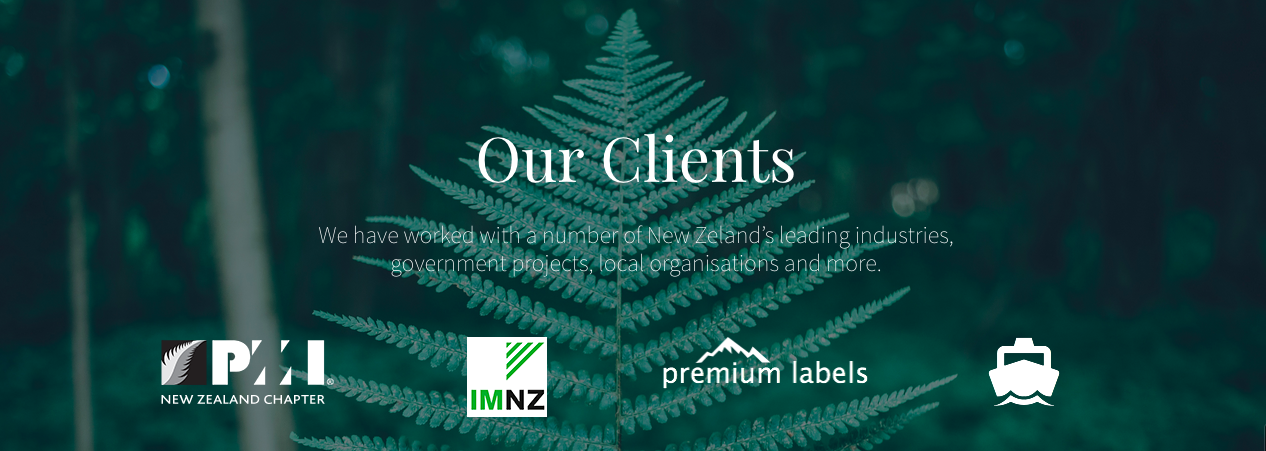 Our Clients
We have worked with a number of New Zeland's leading industries,
government projects, local organisations and more.
PMI®
NEW ZEALAND CHAPTER
IMNZ
premium labels